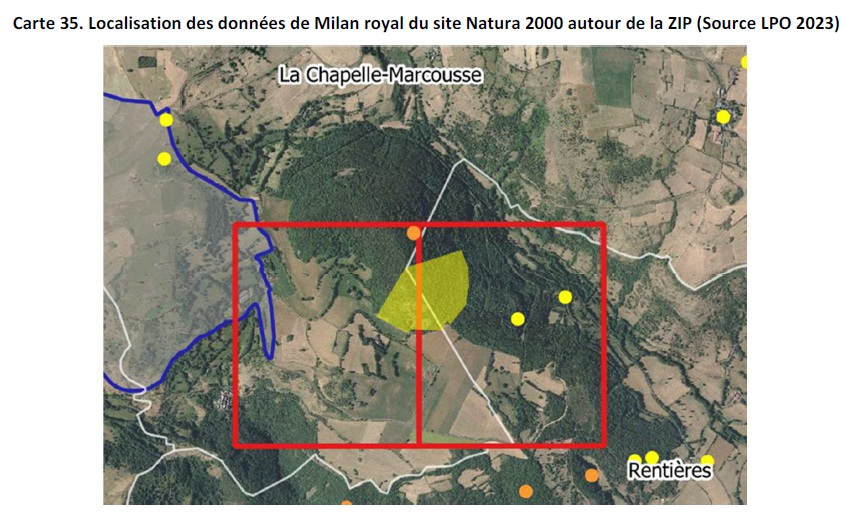 Carte 35. Localisation des données de Milan royal du site Natura 2000 autour de la ZIP (Source LPO 2023)
La Chapelle-Marcousse
Rentières